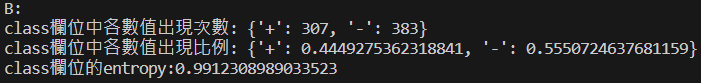 B:
class欄位中各數值出現次數: {'+': 307, '-': 383}
class欄位中各數值出現比例: {'+': 0.4449275362318841, '-': 0.5550724637681159}
class欄位的entropy:0.9912308989033523